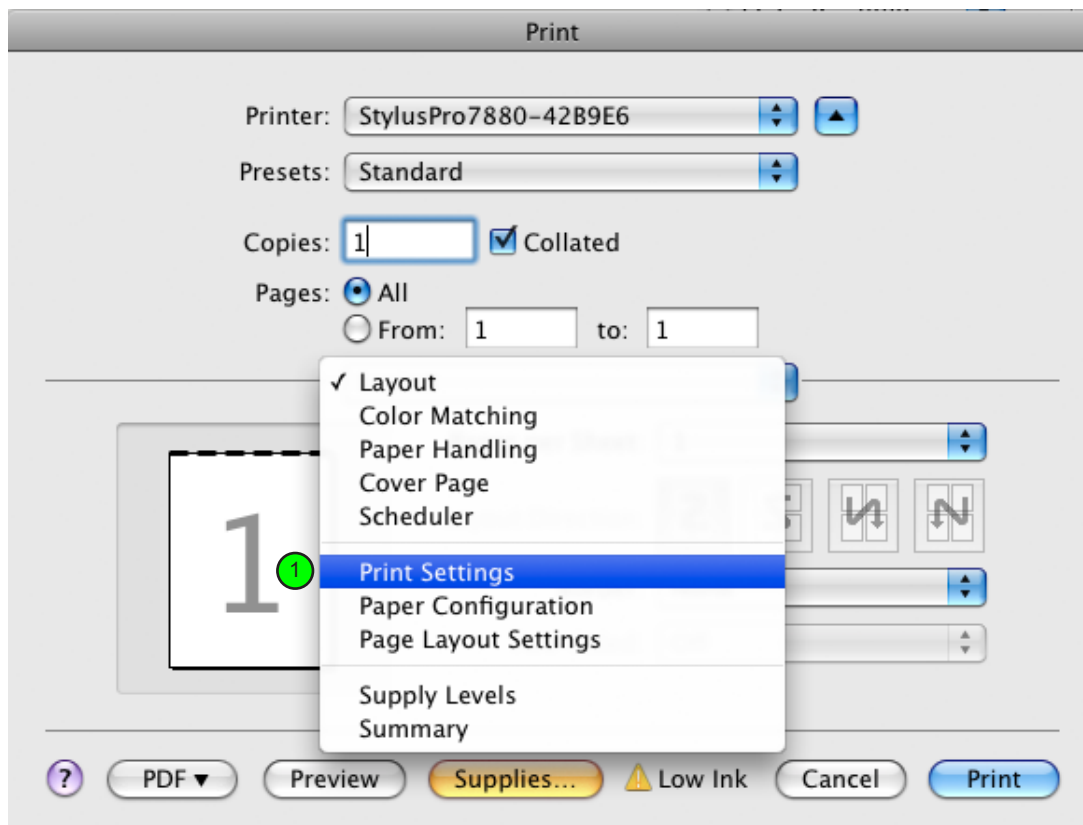 Print
Printer: StylusPro7880-42B9E6
Presets: Standard
Copies: 1 Collated
Pages: All
From: 1 to: 1
✓ Layout
Color Matching
Paper Handling
Cover Page
Scheduler
1
1 Print Settings
Paper Configuration
Page Layout Settings
Supply Levels
Summary
? PDF ▼ Preview Supplies... Low Ink Cancel Print